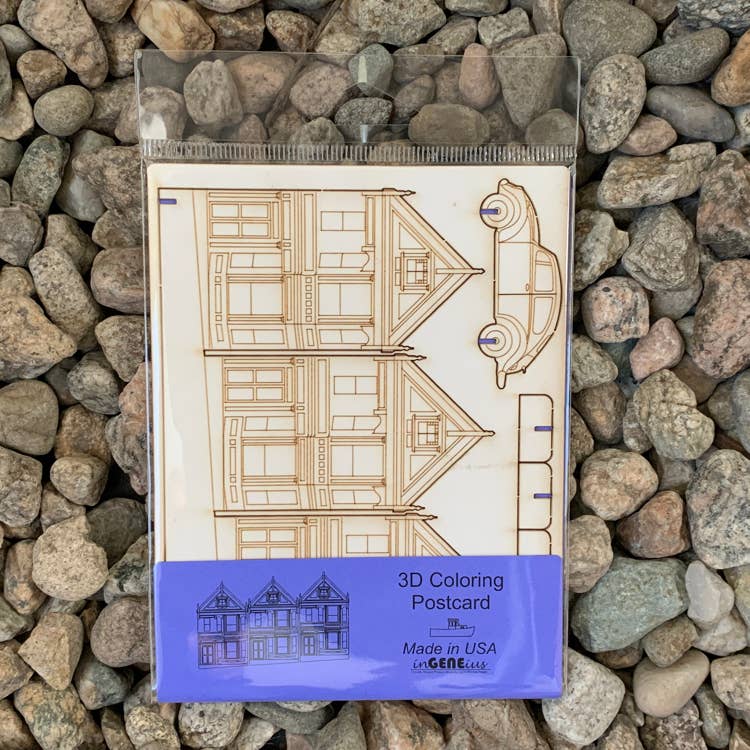 3D Coloring
Postcard
Made in USA
inGENEius